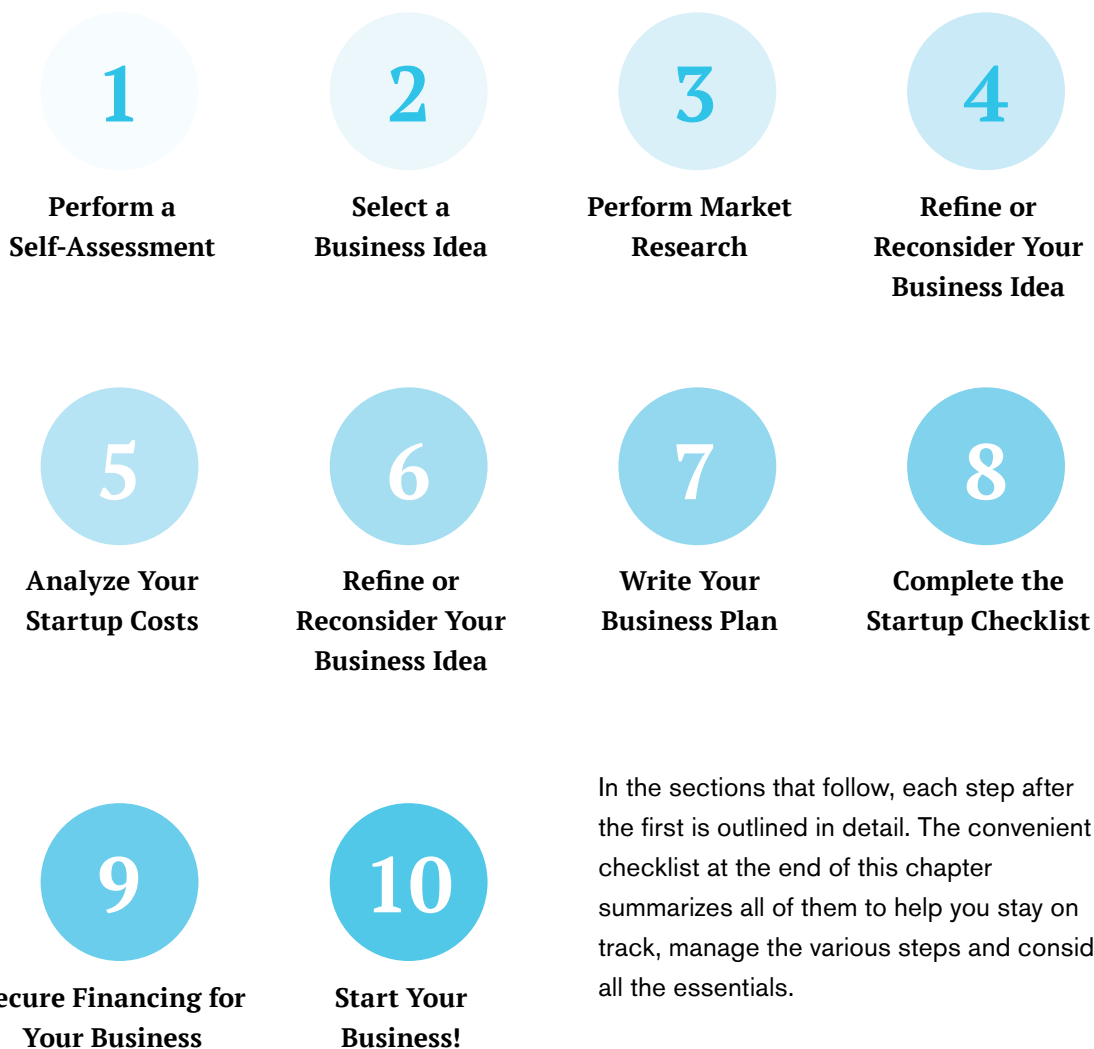 1
Perform a
Self-Assessment
2
Select a
Business Idea
3
Perform Market
Research
4
Refine or
Reconsider Your
Business Idea
5
Analyze Your
Startup Costs
6
Refine or
Reconsider Your
Business Idea
7
Write Your
Business Plan
8
Complete the
Startup Checklist
9
ecure Financing for
Your Business
10
Start Your
Business!
In the sections that follow, each step after
the first is outlined in detail. The convenient
checklist at the end of this chapter
summarizes all of them to help you stay on
track, manage the various steps and consid
all the essentials.